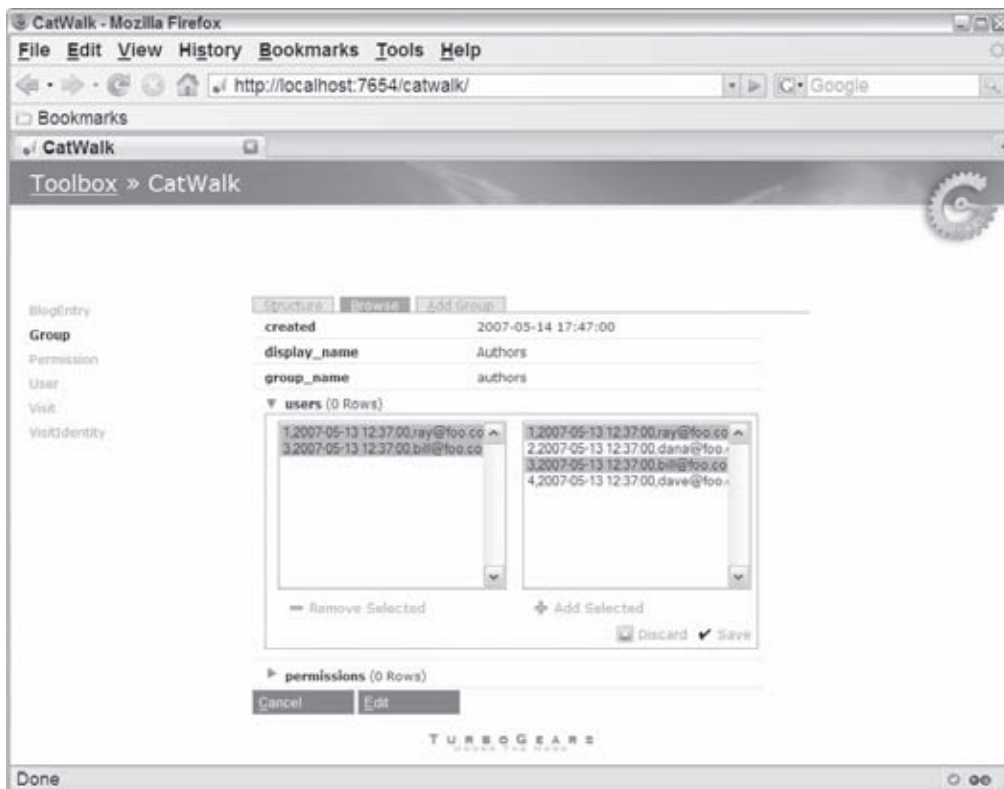 CatWalk - Mozilla Firefox
File Edit View History Bookmarks Tools Help
http://localhost:7654/catwalk/
Google
Bookmarks
CatWalk
Toolbox » CatWalk
BlogEntry
Group
Permission
User
Visit
VisitIdentity
Structure Browse Add Group
created 2007-05-14 17:47:00
display_name Authors
group_name authors
users (0 Rows)
1,2007-05-13 12:37:00,ray@foo.co
3,2007-05-13 12:37:00,bill@foo.co
1,2007-05-13 12:37:00,ray@foo.co
2,2007-05-13 12:37:00,dana@foo.
3,2007-05-13 12:37:00,bill@foo.co
4,2007-05-13 12:37:00,dave@foo.
Remove Selected
Add Selected
Discard Save
permissions (0 Rows)
Cancel Edit
TURBOGEARS
UNDER THE HOOD
Done